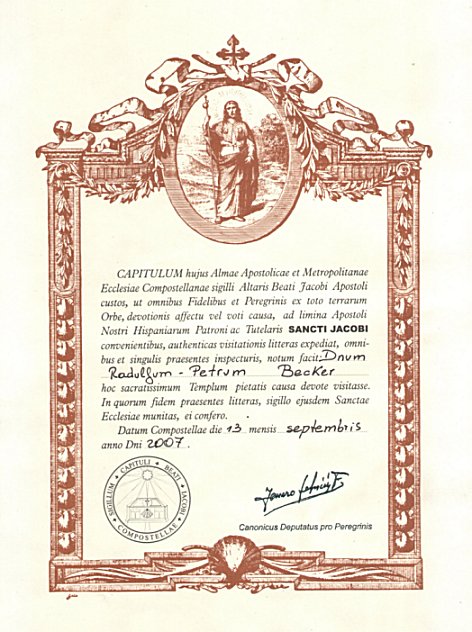 CAPITULUM hujus Almae Apostolicae et Metropolitanae
Ecclesiae Compostellanae sigilli Altaris Beati Jacobi Apostoli
custos, ut omnibus Fidelibus et Peregrinis ex toto terrarum
Orbe, devotionis affectu vel voti causa, ad limina Apostoli
Nostri Hispaniarum Patroni ac Tutelaris SANCTI JACOBI
convenientibus, authenticas visitationis litteras expediat, omni-
bus et singulis praesentes inspecturis, notum facit: Dnum
Radulfum - Petrum Becker
hoc sacratissimum Templum pietatis causa devote visitasse.
In quorum fidem praesentes litteras, sigillo ejusdem Sanctae
Ecclesiae munitas, ei confero.
Datum Compostellae die 13 mensis septembris
anno Dni 2007.
SIGILLUM CAPITULI BEATI JACOBI
COMPOSTELLAE
Canonicus Deputatus pro Peregrinis